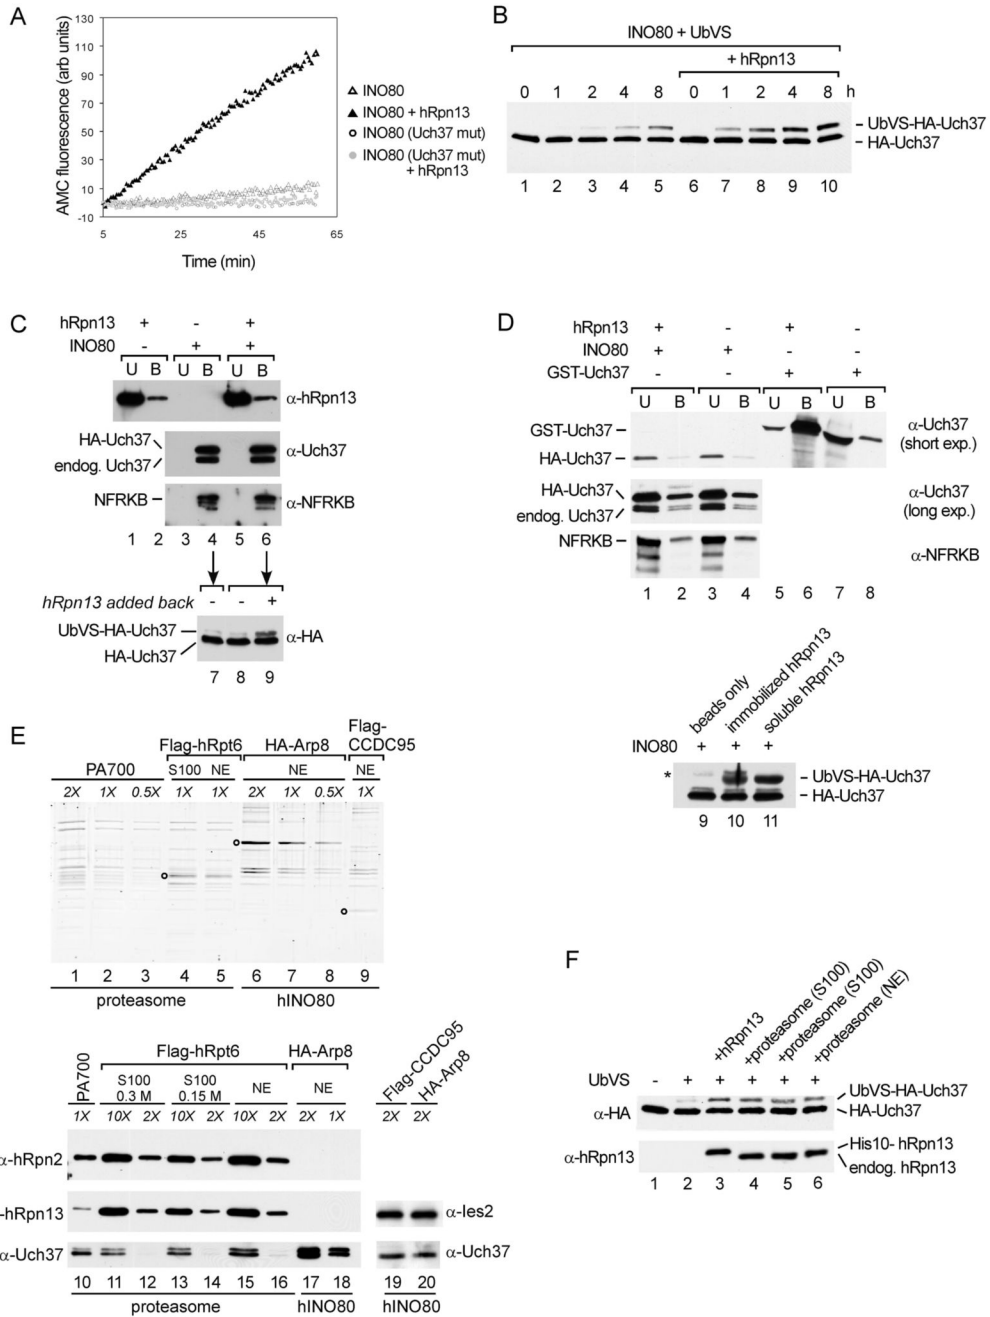 A
AMC fluorescence (arb units)
130
110
90
70
50
30
10
-10
5
25
45
65
Time (min)
INO80
INO80 + hRpn13
INO80 (Uch37 mut)
INO80 (Uch37 mut)
+ hRpn13
B
INO80 + UbVS
+ hRpn13
0 1 2 4 8 0 1 2 4 8 h
UbVS-HA-Uch37
HA-Uch37
1 2 3 4 5 6 7 8 9 10
C
hRpn13 + - +
INO80 - + +
U B U B U B
α-hRpn13
HA-Uch37
endog. Uch37
α-Uch37
NFRKB
α-NFRKB
1 2 3 4 5 6
hRpn13 added back - - +
UbVS-HA-Uch37
HA-Uch37
α-HA
7 8 9
D
hRpn13 + - + -
INO80 + + - -
GST-Uch37 - - + +
U B U B U B U B
GST-Uch37
HA-Uch37
α-Uch37
(short exp.)
HA-Uch37
endog. Uch37
α-Uch37
(long exp.)
NFRKB
α-NFRKB
1 2 3 4 5 6 7 8
beads only
immobilized hRpn13
soluble hRpn13
INO80 + + +
*
UbVS-HA-Uch37
HA-Uch37
9 10 11
E
Flag-hRpt6
HA-Arp8
Flag-
CCDC95
PA700
S100 NE
NE
NE
2X 1X 0.5X 1X 1X 2X 1X 0.5X 1X
1 2 3 4 5 6 7 8 9
proteasome
hINO80
PA700
Flag-hRpt6
HA-Arp8
Flag-CCDC95
HA-Arp8
S100
0.3 M
S100
0.15 M
NE
NE
1X 10X 2X 10X 2X 10X 2X 2X 1X 2X 2X
α-hRpn2
-hRpn13
α-Ies2
α-Uch37
α-Uch37
10 11 12 13 14 15 16 17 18 19 20
proteasome
hINO80
hINO80
F
+hRpn13
+proteasome (S100)
+proteasome (S100)
+proteasome (NE)
UbVS - + + + + +
α-HA
UbVS-HA-Uch37
HA-Uch37
α-hRpn13
His10- hRpn13
endog. hRpn13
1 2 3 4 5 6